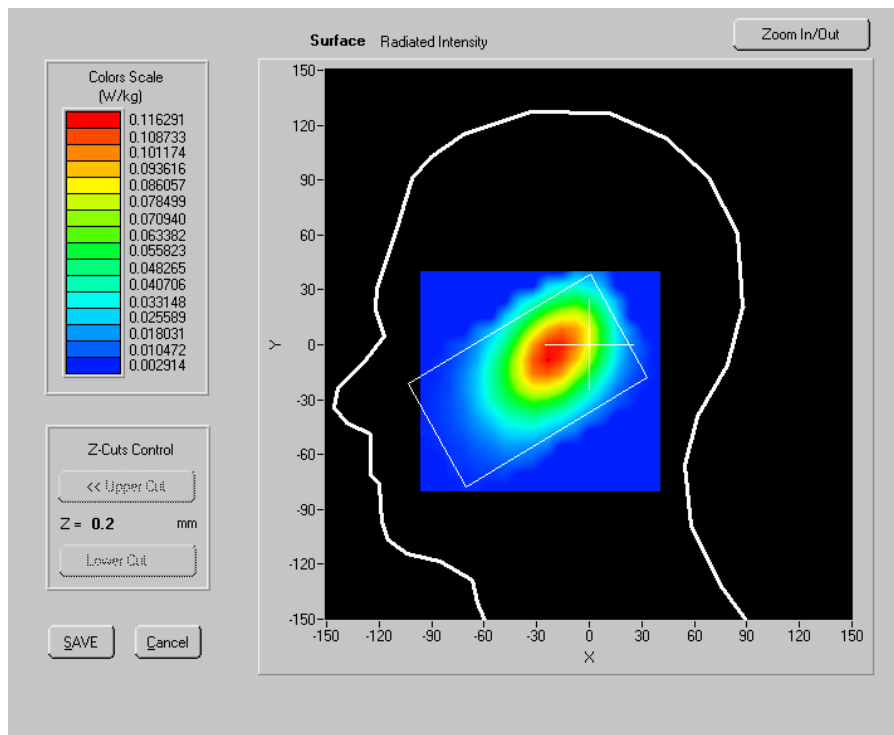 Surface Radiated Intensity
Zoom In/Out
Colors Scale
(W/kg)
0.116291
0.108733
0.101174
0.093616
0.086057
0.078499
0.070940
0.063382
0.055823
0.048265
0.040706
0.033148
0.025589
0.018031
0.010472
0.002914
Z-Cuts Control
<< Upper Cut
Z = 0.2 mm
Lower Cut
SAVE Cancel
150
120
90
60
30
0
-30
-60
-90
-120
-150
Y
-150 -120 -90 -60 -30 0 30 60 90 120 150
X